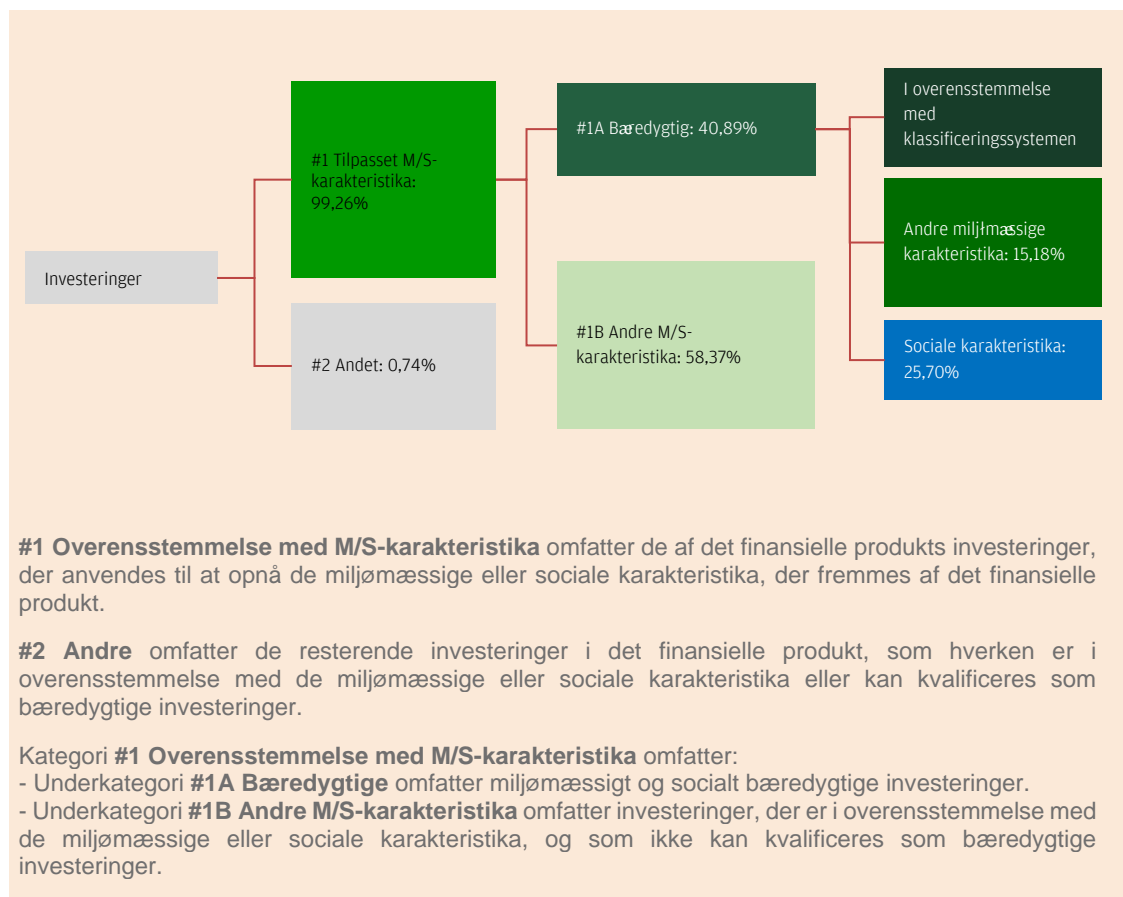 Investeringer
#1 Tilpasset M/S-
karakteristika:
99,26%
#2 Andet: 0,74%
#1A Bæredygtig: 40,89%
#1B Andre M/S-
karakteristika: 58,37%
I overensstemmelse
med
klassificeringssystemen
Andre miljłmæssige
karakteristika: 15,18%
Sociale karakteristika:
25,70%
#1 Overensstemmelse med M/S-karakteristika omfatter de af det finansielle produkts investeringer,
der anvendes til at opnå de miljømæssige eller sociale karakteristika, der fremmes af det finansielle
produkt.
#2 Andre omfatter de resterende investeringer i det finansielle produkt, som hverken er i
overensstemmelse med de miljømæssige eller sociale karakteristika eller kan kvalificeres som
bæredygtige investeringer.
Kategori #1 Overensstemmelse med M/S-karakteristika omfatter:
- Underkategori #1A Bæredygtige omfatter miljømæssigt og socialt bæredygtige investeringer.
- Underkategori #1B Andre M/S-karakteristika omfatter investeringer, der er i overensstemmelse med
de miljømæssige eller sociale karakteristika, og som ikke kan kvalificeres som bæredygtige
investeringer.